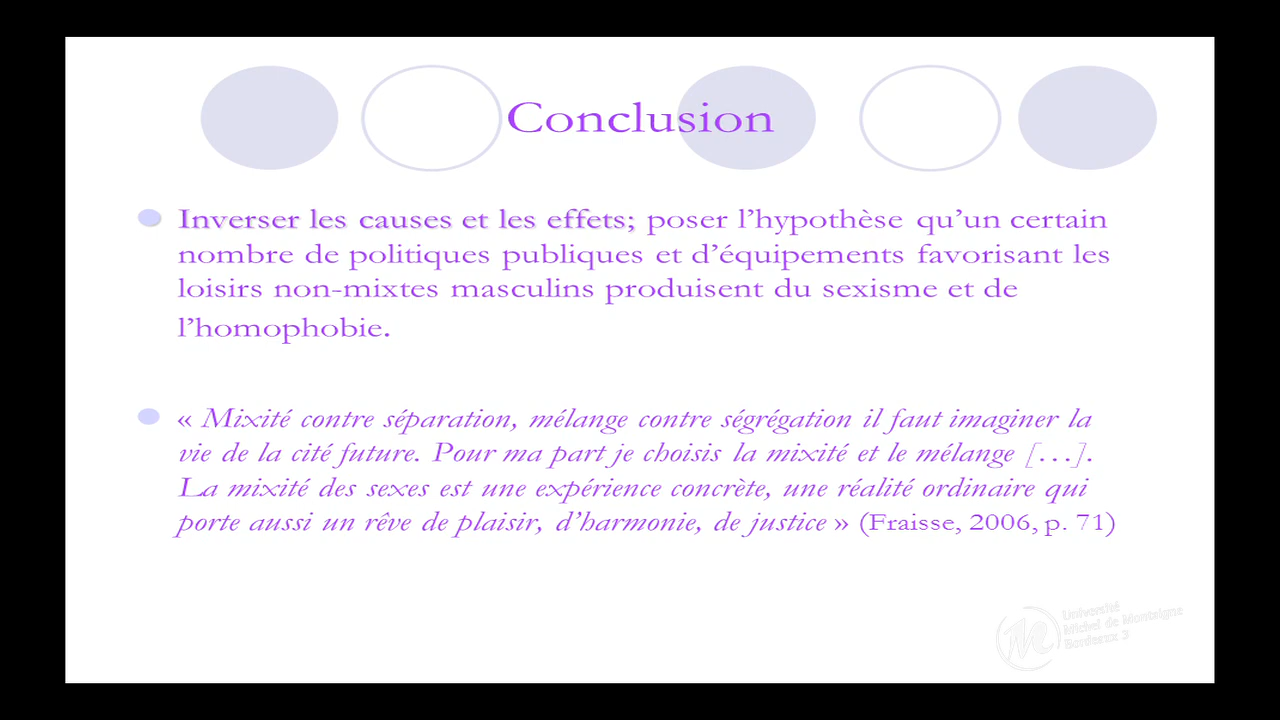 Conclusion
Inverser les causes et les effets; poser l’hypothèse qu’un certain
nombre de politiques publiques et d’équipements favorisant les
loisirs non-mixtes masculins produisent du sexisme et de
l’homophobie.
« Mixité contre séparation, mélange contre ségrégation il faut imaginer la
vie de la cité future. Pour ma part je choisis la mixité et le mélange […].
La mixité des sexes est une expérience concrète, une réalité ordinaire qui
porte aussi un rêve de plaisir, d’harmonie, de justice » (Fraisse, 2006, p. 71)
Université
Michel de Montaigne
Bordeaux 3